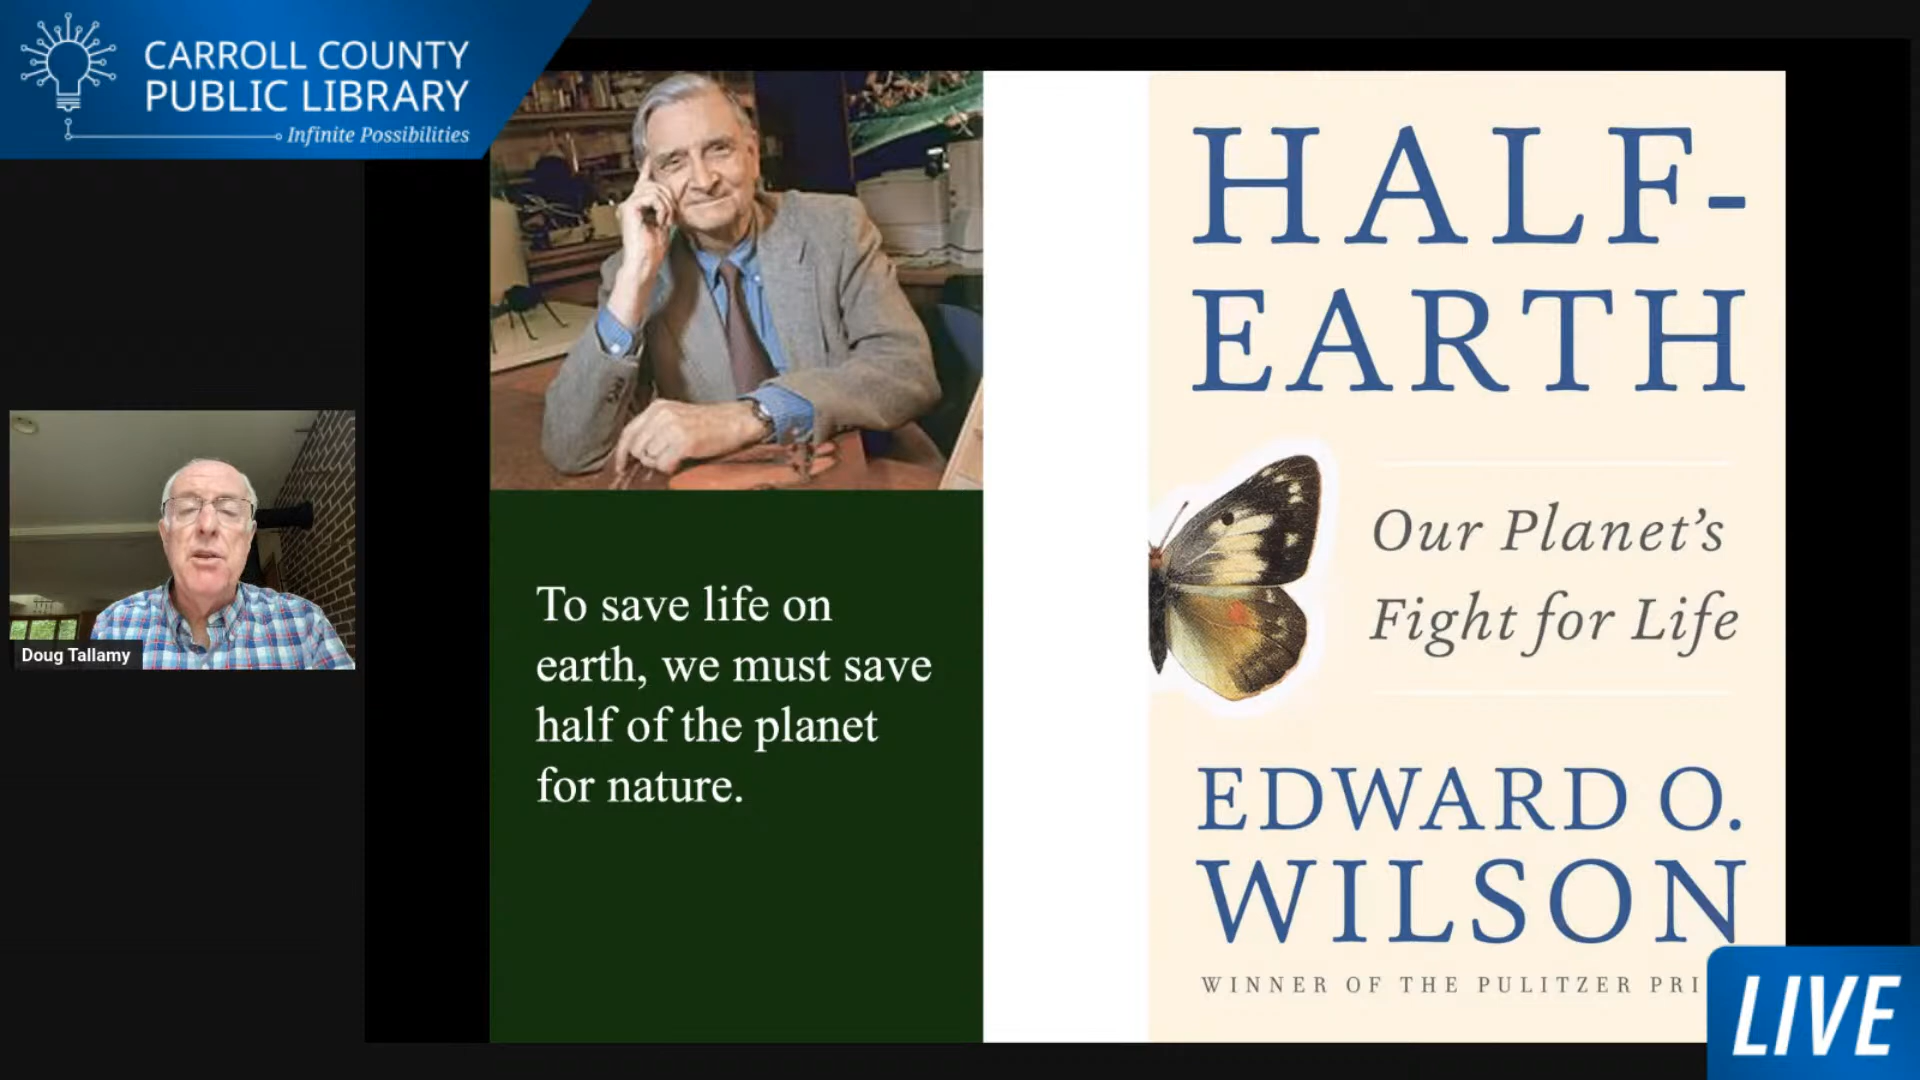 CARROLL COUNTY
PUBLIC LIBRARY
Infinite Possibilities
Doug Tallamy
To save life on
earth, we must save
half of the planet
for nature.
HALF-
EARTH
Our Planet’s
Fight for Life
EDWARD O.
WILSON
WINNER OF THE PULITZER PRI
LIVE